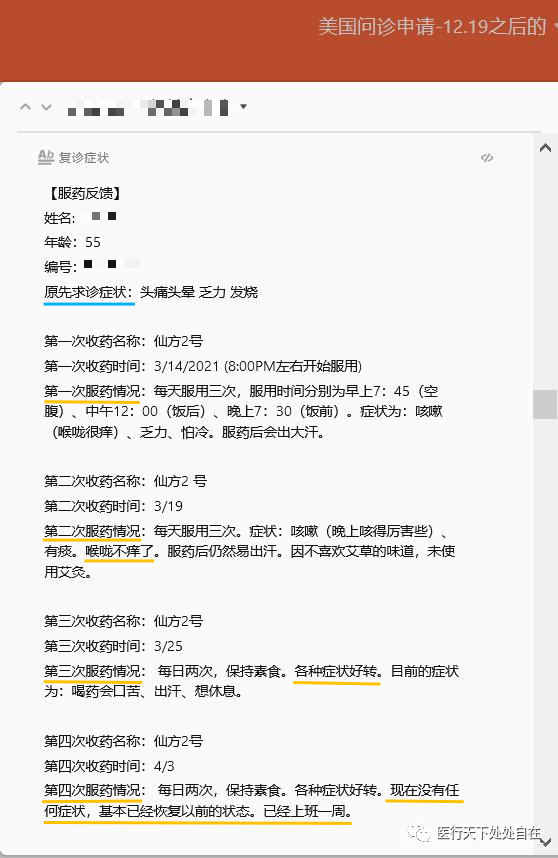 美国问诊申请-12.19之后的
Ab 复诊症状
【服药反馈】
姓名:
年龄：55
编号:
原先求诊症状：头痛头晕 乏力 发烧
第一次收药名称：仙方2号
第一次收药时间：3/14/2021 (8:00PM左右开始服用)
第一次服药情况：每天服用三次，服用时间分别为早上7：45（空
腹）、中午12：00（饭后）、晚上7：30（饭前）。症状为：咳嗽
（喉咙很痒）、乏力、怕冷。服药后会出大汗。
第二次收药名称：仙方2 号
第二次收药时间：3/19
第二次服药情况：每天服用三次。症状：咳嗽（晚上咳得厉害些）、
有痰。喉咙不痒了。服药后仍然易出汗。因不喜欢艾草的味道，未使
用艾灸。
第三次收药名称：仙方2号
第三次收药时间：3/25
第三次服药情况： 每日两次，保持素食。各种症状好转。目前的症状
为：喝药会口苦、出汗、想休息。
第四次收药名称：仙方2号
第四次收药时间：4/3
第四次服药情况： 每日两次，保持素食。各种症状好转。现在没有任
何症状，基本已经恢复以前的状态。已经上班一周。
医行天下处处自在